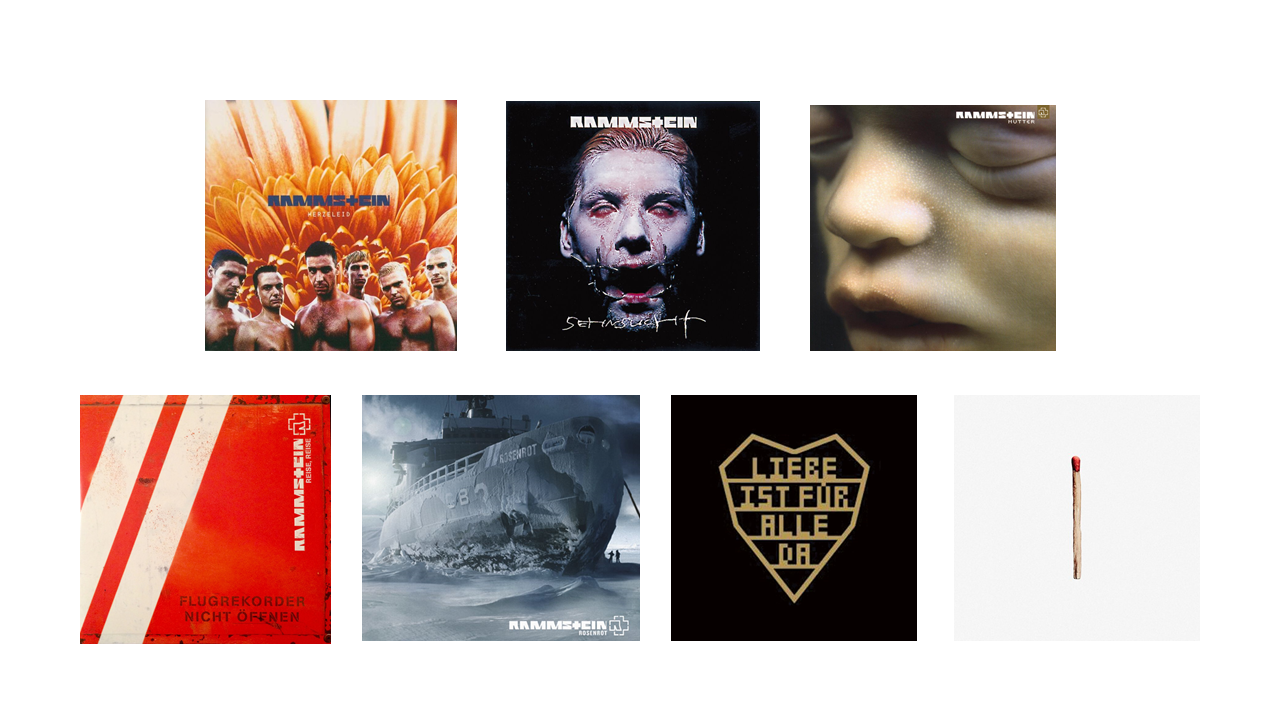 RAMMSTEIN
HERZELEID
RAMMSTEIN
SEHNSUCHT
RAMMSTEIN
MUTTER
RAMMSTEIN
REISE, REISE
FLUGREKORDER
NICHT ÖFFNEN
ROSENROT
RAMMSTEIN
ROSENROT
LIEBE
IST FÜR
ALLE
DA